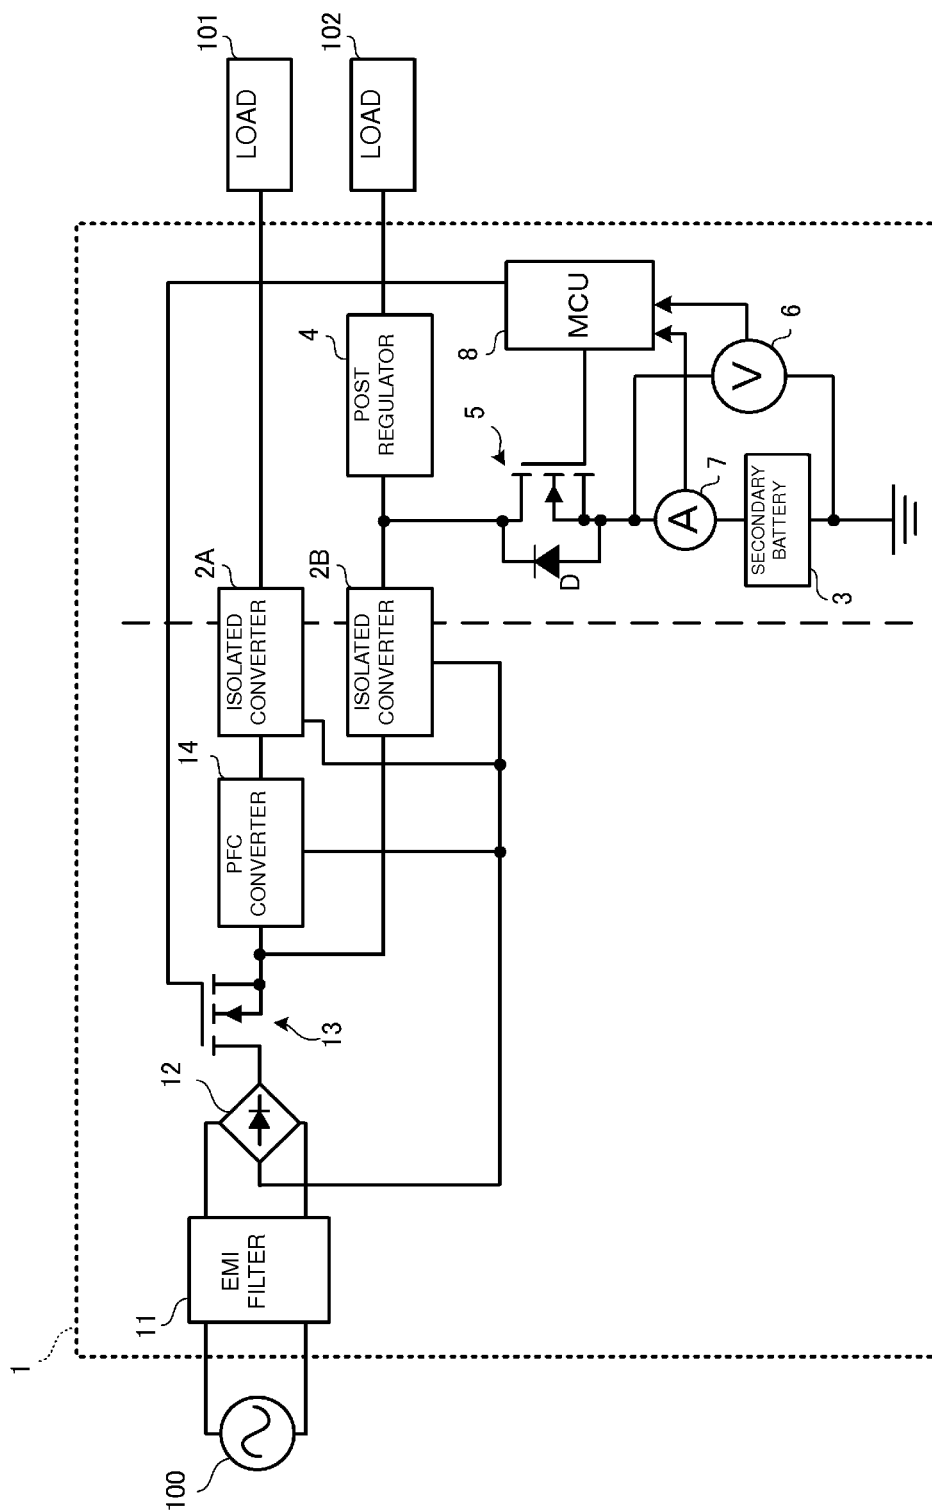 1
100
11
EMI
FILTER
12
13
14
PFC
CONVERTER
2A
ISOLATED
CONVERTER
2B
ISOLATED
CONVERTER
4
POST
REGULATOR
101
LOAD
102
LOAD
5
D
8
MCU
A
7
V
6
SECONDARY
BATTERY
3